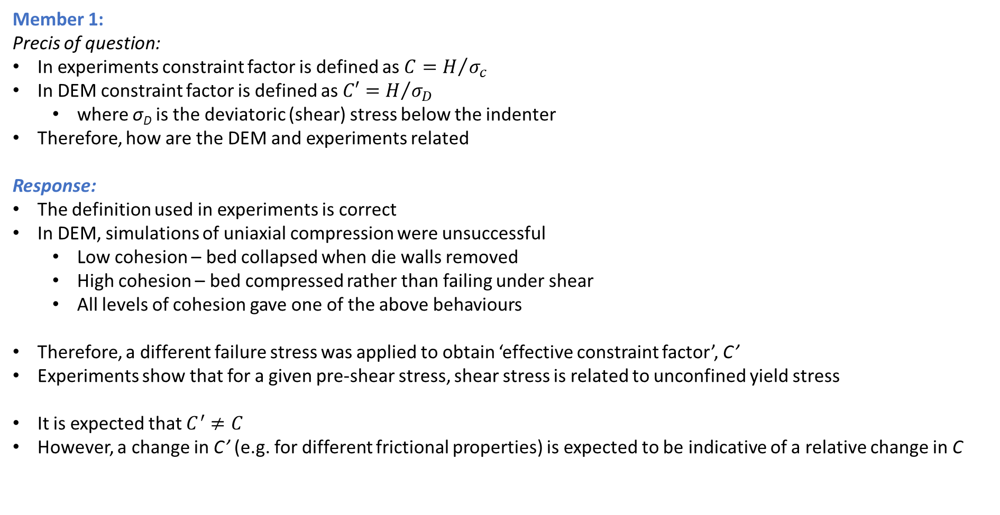 Member 1:
Precis of question:
• In experiments constraint factor is defined as C = H/σ_c
• In DEM constraint factor is defined as C′ = H/σ_D
• where σ_D is the deviatoric (shear) stress below the indenter
• Therefore, how are the DEM and experiments related
Response:
• The definition used in experiments is correct
• In DEM, simulations of uniaxial compression were unsuccessful
• Low cohesion – bed collapsed when die walls removed
• High cohesion – bed compressed rather than failing under shear
• All levels of cohesion gave one of the above behaviours
• Therefore, a different failure stress was applied to obtain ‘effective constraint factor’, C’
• Experiments show that for a given pre-shear stress, shear stress is related to unconfined yield stress
• It is expected that C′ ≠ C
• However, a change in C’ (e.g. for different frictional properties) is expected to be indicative of a relative change in C